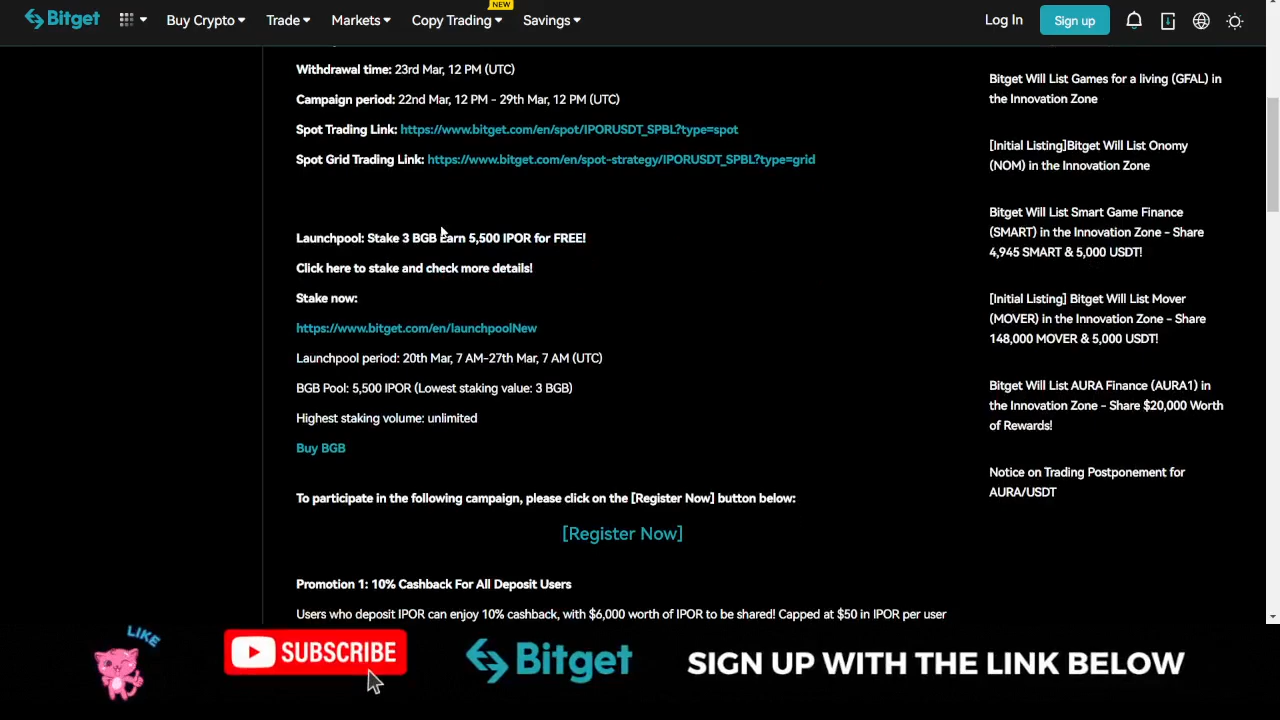 NEW
Bitget
Buy Crypto
Trade
Markets
Copy Trading
Savings
Log In
Sign up
Withdrawal time: 23rd Mar, 12 PM (UTC)
Campaign period: 22nd Mar, 12 PM - 29th Mar, 12 PM (UTC)
Spot Trading Link: https://www.bitget.com/en/spot/IPORUSDT_SPBL?type=spot
Spot Grid Trading Link: https://www.bitget.com/en/spot-strategy/IPORUSDT_SPBL?type=grid
Launchpool: Stake 3 BGB Earn 5,500 IPOR for FREE!
Click here to stake and check more details!
Stake now:
https://www.bitget.com/en/launchpoolNew
Launchpool period: 20th Mar, 7 AM-27th Mar, 7 AM (UTC)
BGB Pool: 5,500 IPOR (Lowest staking value: 3 BGB)
Highest staking volume: unlimited
Buy BGB
To participate in the following campaign, please click on the [Register Now] button below:
[Register Now]
Promotion 1: 10% Cashback For All Deposit Users
Users who deposit IPOR can enjoy 10% cashback, with $6,000 worth of IPOR to be shared! Capped at $50 in IPOR per user
Bitget Will List Games for a living (GFAL) in
the Innovation Zone
[Initial Listing]Bitget Will List Onomy
(NOM) in the Innovation Zone
Bitget Will List Smart Game Finance
(SMART) in the Innovation Zone - Share
4,945 SMART & 5,000 USDT!
[Initial Listing] Bitget Will List Mover
(MOVER) in the Innovation Zone - Share
148,000 MOVER & 5,000 USDT!
Bitget Will List AURA Finance (AURA1) in
the Innovation Zone - Share $20,000 Worth
of Rewards!
Notice on Trading Postponement for
AURA/USDT
LIKE
SUBSCRIBE
Bitget
SIGN UP WITH THE LINK BELOW